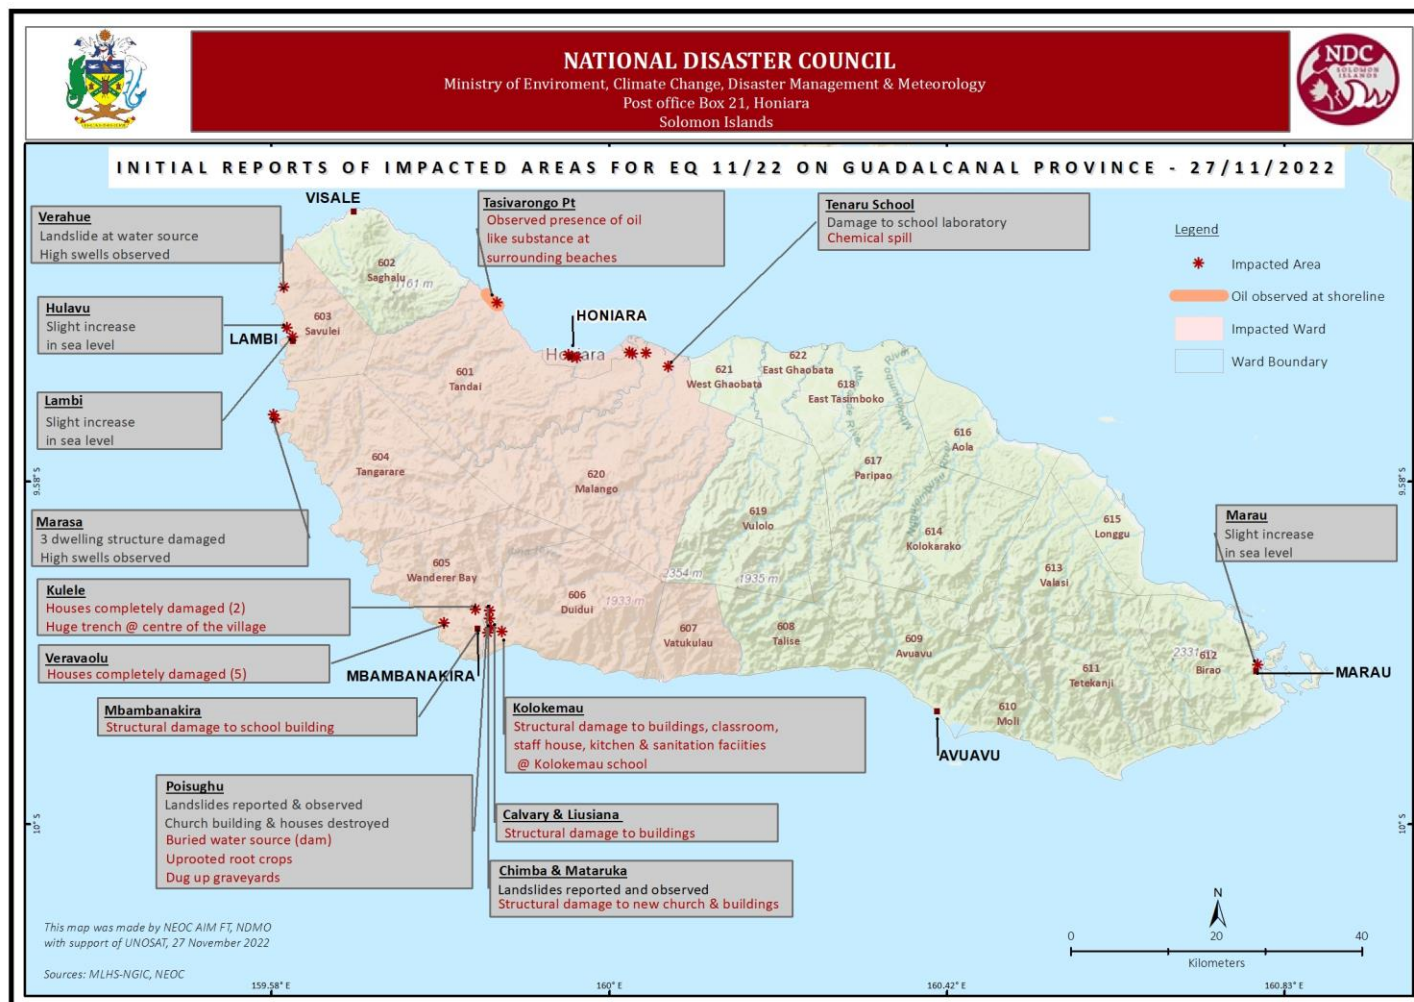 NATIONAL DISASTER COUNCIL
Ministry of Enviroment, Climate Change, Disaster Management & Meteorology
Post office Box 21, Honiara
Solomon Islands
NDC
SOLOMON
ISLANDS
INITIAL REPORTS OF IMPACTED AREAS FOR EQ 11/22 ON GUADALCANAL PROVINCE - 27/11/2022
VISALE
Verahue
Landslide at water source
High swells observed
Tasivarongo Pt
Observed presence of oil
like substance at
surrounding beaches
Tenaru School
Damage to school laboratory
Chemical spill
Legend
Impacted Area
Oil observed at shoreline
Impacted Ward
Ward Boundary
Hulavu
Slight increase
in sea level
LAMBI
Lambi
Slight increase
in sea level
HONIARA
Honiara
602
Saghalu
1161 m
603
Savulei
601
Tandai
621
West Ghaobata
622
East Ghaobata
618
East Tasimboko
616
Aola
604
Tangarare
620
Malango
617
Paripao
619
Vulolo
614
Kolokarako
615
Longgu
9.58° S
9.58° S
Marasa
3 dwelling structure damaged
High swells observed
Marau
Slight increase
in sea level
605
Wanderer Bay
606
Duidui
1933 m
2354 m
1935 m
613
Valasi
607
Vatukulau
608
Talise
609
Avuavu
611
Tetekanji
2331
612
Birao
610
Moli
Kulele
Houses completely damaged (2)
Huge trench @ centre of the village
Veravaolu
Houses completely damaged (5)
MBAMBANAKIRA
MARAU
AVUAVU
Mbambanakira
Structural damage to school building
Kolokemau
Structural damage to buildings, classroom,
staff house, kitchen & sanitation faciities
@ Kolokemau school
Poisughu
Landslides reported & observed
Church building & houses destroyed
Buried water source (dam)
Uprooted root crops
Dug up graveyards
Calvary & Liusiana
Structural damage to buildings
Chimba & Mataruka
Landslides reported and observed
Structural damage to new church & buildings
10° S
10° S
This map was made by NEOC AIM FT, NDMO
with support of UNOSAT, 27 November 2022
Sources: MLHS-NGIC, NEOC
N
0 20 40
Kilometers
159.58° E 160° E 160.42° E 160.83° E